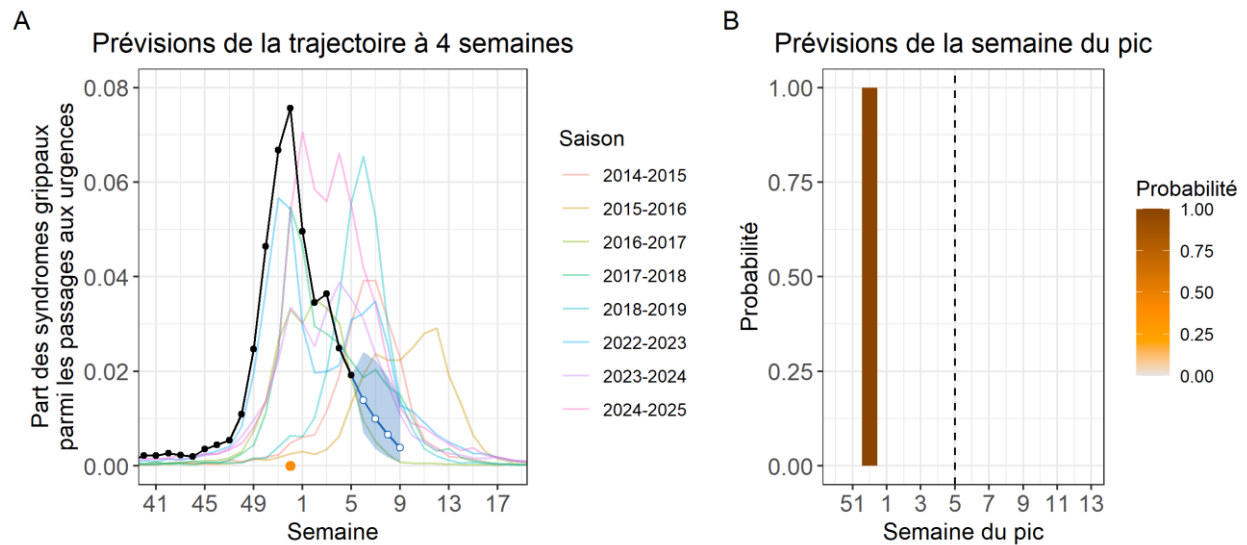 A
Prévisions de la trajectoire à 4 semaines
Part des syndromes grippaux
parmi les passages aux urgences
0.08
0.06
0.04
0.02
0.00
41 45 49 1 5 9 13 17
Semaine
Saison
2014-2015
2015-2016
2016-2017
2017-2018
2018-2019
2022-2023
2023-2024
2024-2025
B
Prévisions de la semaine du pic
Probabilité
1.00
0.75
0.50
0.25
0.00
51 1 3 5 7 9 11 13
Semaine du pic
Probabilité
1.00
0.75
0.50
0.25
0.00